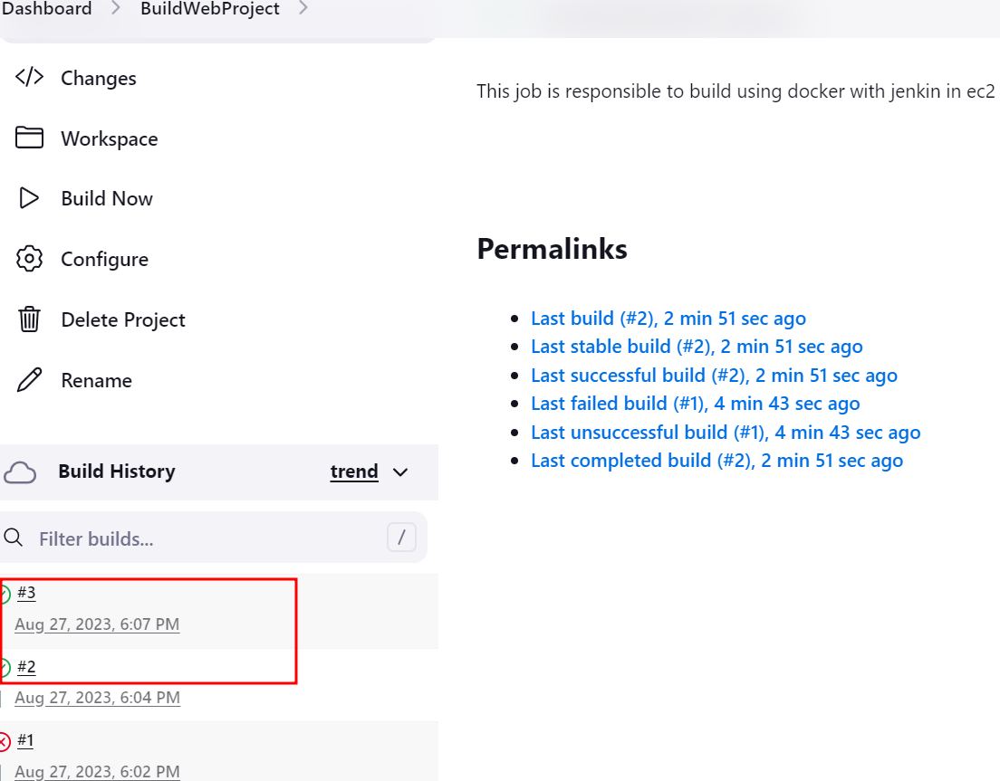 Dashboard > BuildWebProject >
Changes
Workspace
Build Now
Configure
Delete Project
Rename
Build History trend
Filter builds... /
#3
Aug 27, 2023, 6:07 PM
#2
Aug 27, 2023, 6:04 PM
#1
Aug 27, 2023, 6:02 PM
This job is responsible to build using docker with jenkin in ec2
Permalinks
Last build (#2), 2 min 51 sec ago
Last stable build (#2), 2 min 51 sec ago
Last successful build (#2), 2 min 51 sec ago
Last failed build (#1), 4 min 43 sec ago
Last unsuccessful build (#1), 4 min 43 sec ago
Last completed build (#2), 2 min 51 sec ago